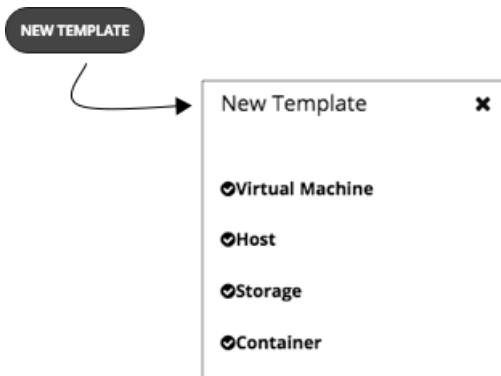 NEW TEMPLATE
New Template
Virtual Machine
Host
Storage
Container